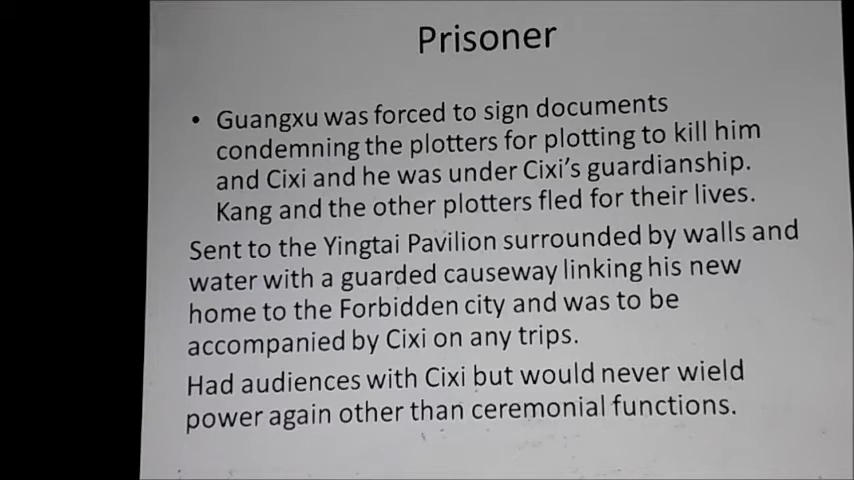 Prisoner
• Guangxu was forced to sign documents
condemning the plotters for plotting to kill him
and Cixi and he was under Cixi's guardianship.
Kang and the other plotters fled for their lives.
Sent to the Yingtai Pavilion surrounded by walls and
water with a guarded causeway linking his new
home to the Forbidden city and was to be
accompanied by Cixi on any trips.
Had audiences with Cixi but would never wield
power again other than ceremonial functions.